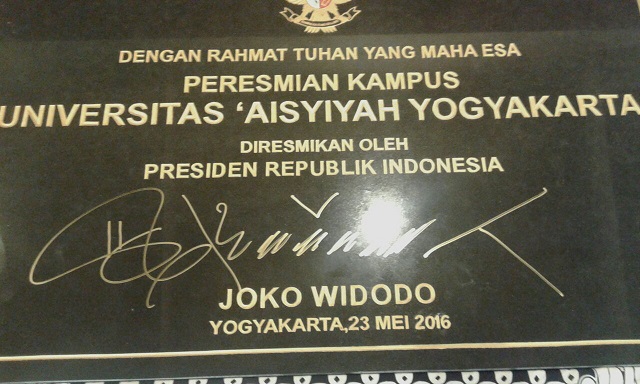 DENGAN RAHMAT TUHAN YANG MAHA ESA
PERESMIAN KAMPUS
UNIVERSITAS ‘AISYIYAH YOGYAKARTA
DIRESMIKAN OLEH
PRESIDEN REPUBLIK INDONESIA
JOKO WIDODO
YOGYAKARTA,23 MEI 2016